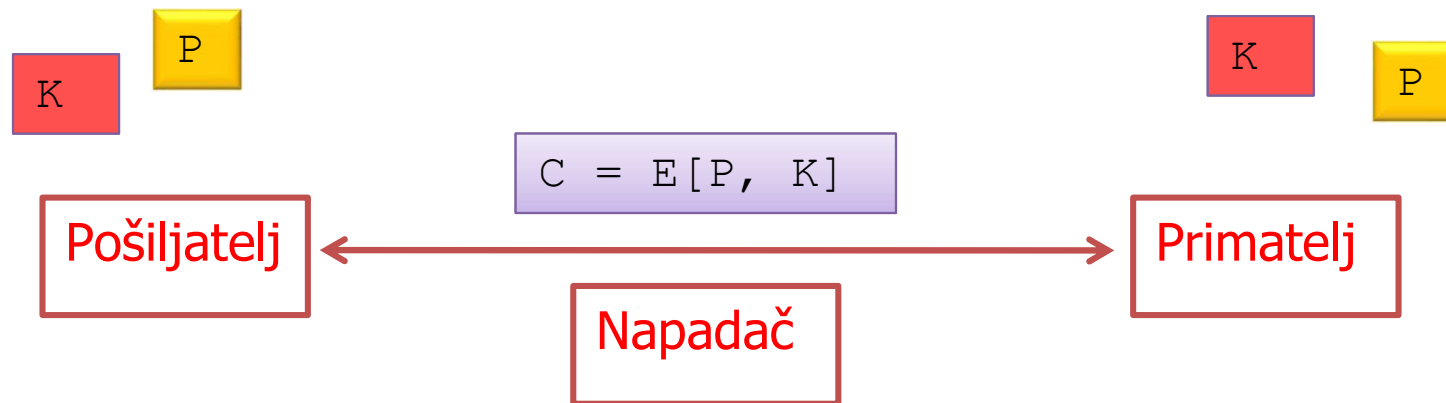 P
K
K
P
C = E[P, K]
Pošiljatelj
Primatelj
Napadač